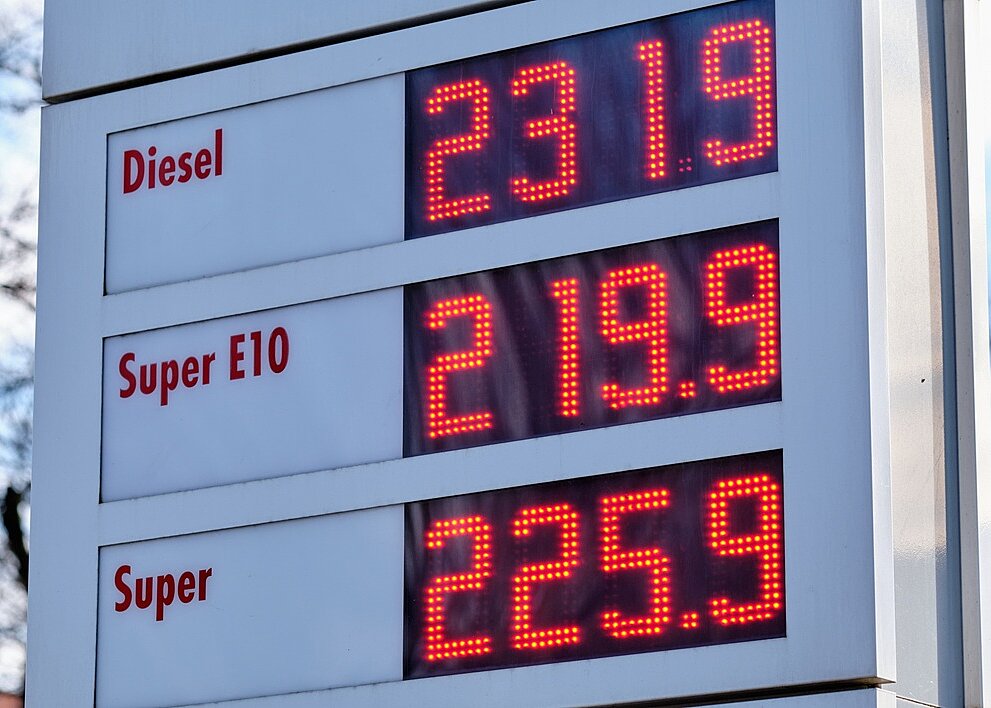 Diesel 231.9
Super E10 219.9
Super 225.9